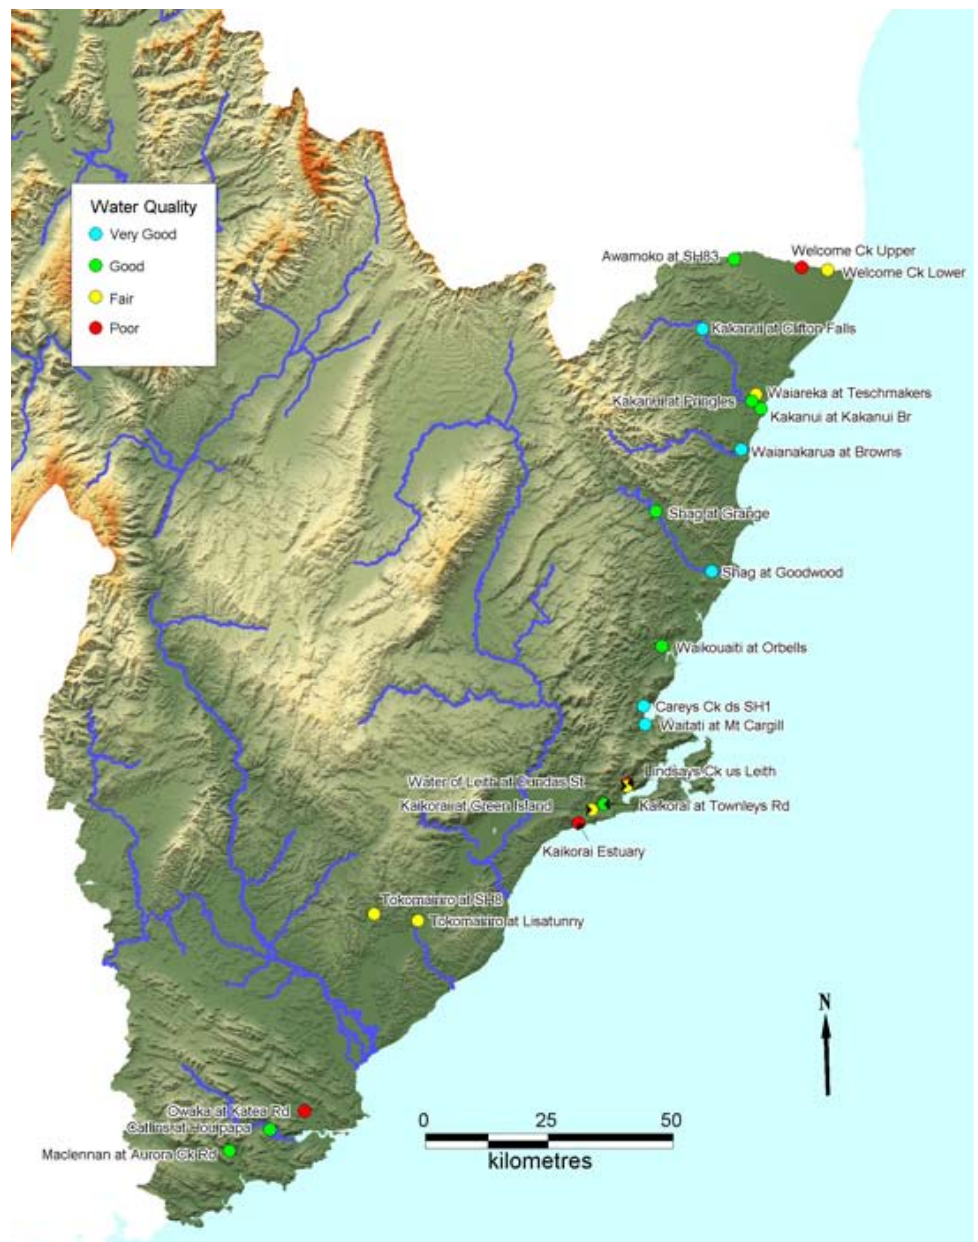 Water Quality
Very Good
Good
Fair
Poor
Awamoko at SH83
Welcome Ck Upper
Welcome Ck Lower
Kakanui at Clifton Falls
Waiareka at Teschmakers
Kakanui at Pringles
Kakanui at Kakanui Br
Waianakarua at Browns
Shag at Grange
Shag at Goodwood
Waikouaiti at Orbells
Careys Ck ds SH1
Waitati at Mt Cargill
Lindsays Ck us Leith
Water of Leith at Dundas St
Kaikorai at Green Island
Kaikorai at Townleys Rd
Kaikorai Estuary
Tokomairiro at SH8
Tokomairiro at Lisatunny
N
0 25 50
kilometres
Owaka at Katea Rd
Catlins at Houipapa
Maclennan at Aurora Ck Rd